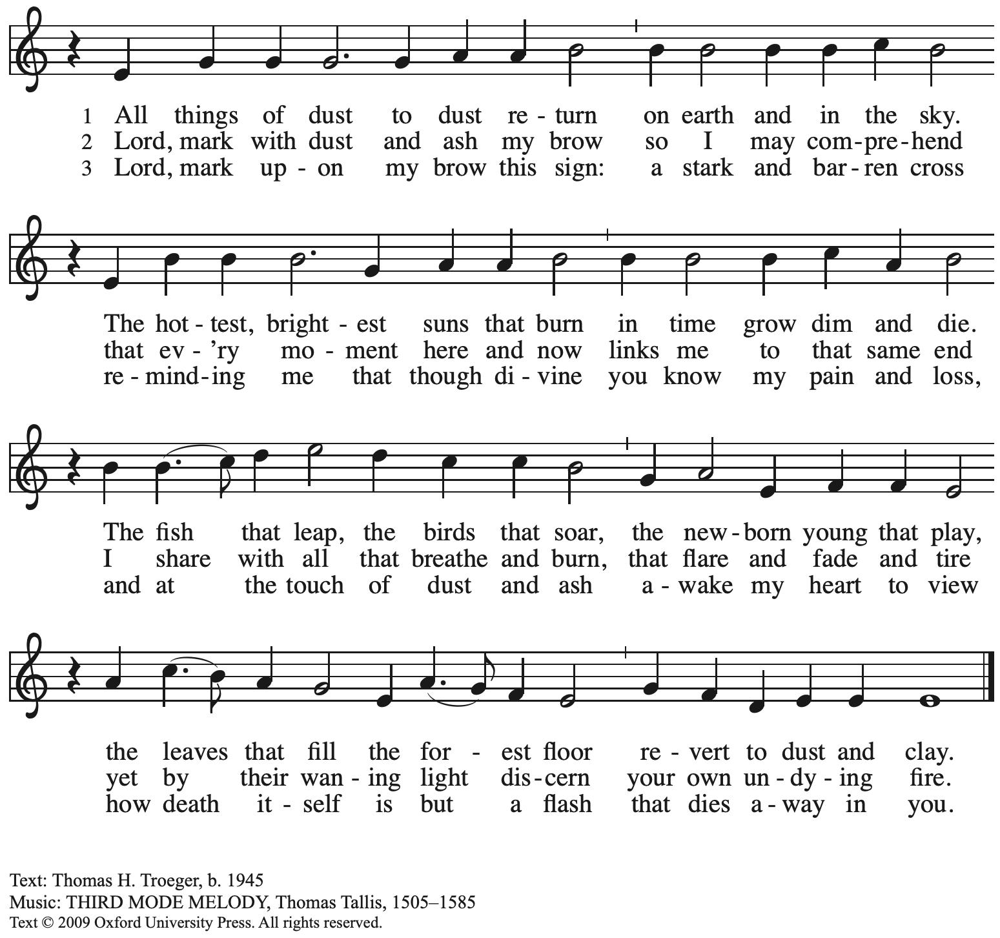 1 All things of dust to dust re - turn on earth and in the sky.
2 Lord, mark with dust and ash my brow so I may com - pre - hend
3 Lord, mark up - on my brow this sign: a stark and bar - ren cross
The hot - test, bright - est suns that burn in time grow dim and die.
that ev - ’ry mo - ment here and now links me to that same end
re - mind - ing me that though di - vine you know my pain and loss,
The fish that leap, the birds that soar, the new - born young that play,
I share with all that breathe and burn, that flare and fade and tire
and at the touch of dust and ash a - wake my heart to view
the leaves that fill the for - est floor re - vert to dust and clay.
yet by their wan - ing light dis - cern your own un - dy - ing fire.
how death it - self is but a flash that dies a - way in you.
Text: Thomas H. Troeger, b. 1945
Music: THIRD MODE MELODY, Thomas Tallis, 1505–1585
Text © 2009 Oxford University Press. All rights reserved.